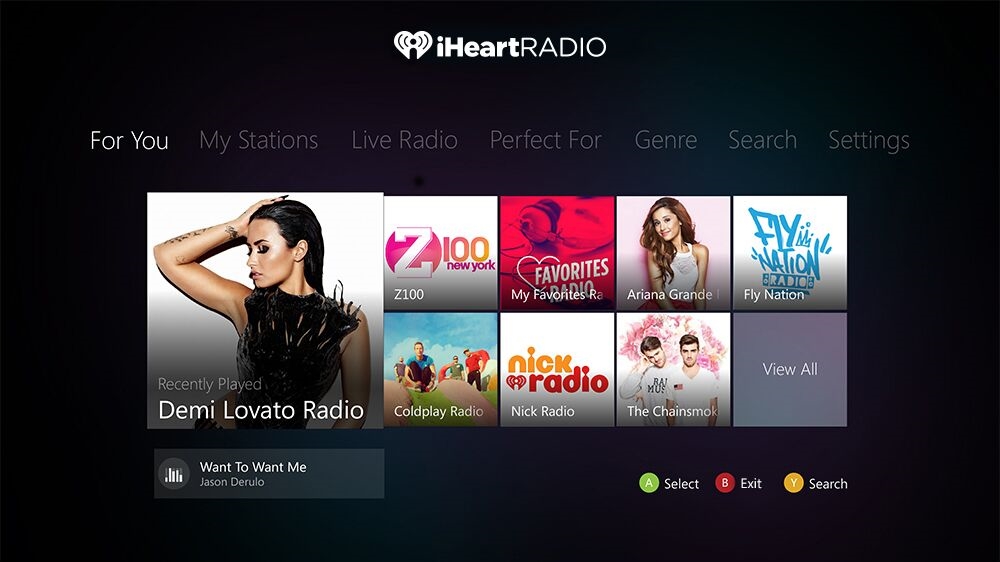 iHeartRADIO
For You
My Stations
Live Radio
Perfect For
Genre
Search
Settings
Recently Played
Demi Lovato Radio
Z100
new york
Z100
FAVORITES
RADIO
My Favorites Ra
Ariana Grande
FLY
NATION
RADIO
Fly Nation
Coldplay Radio
nick
radio
Nick Radio
The Chainsmok
View All
Want To Want Me
Jason Derulo
A Select
B Exit
Y Search